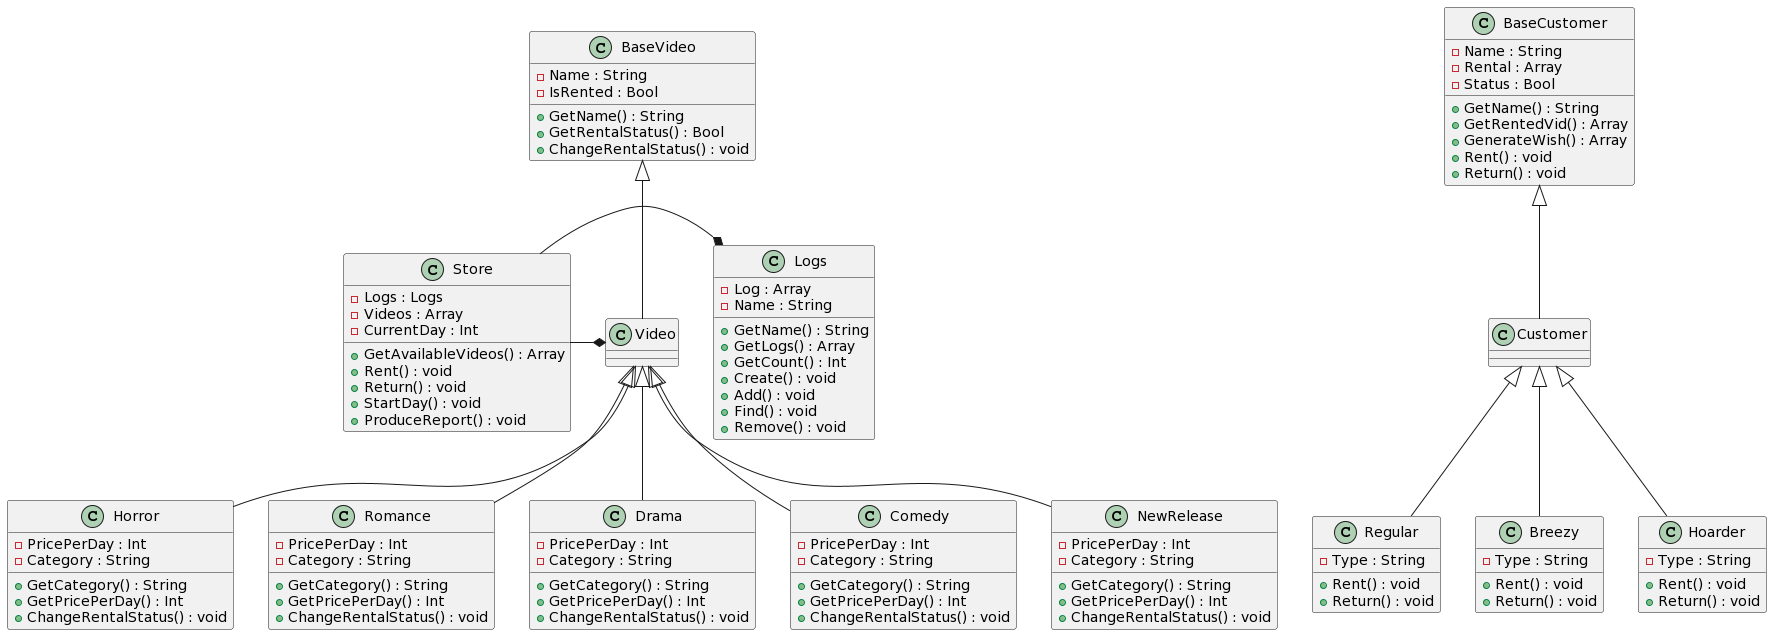 C BaseVideo
Name : String
IsRented : Bool
GetName() : String
GetRentalStatus() : Bool
ChangeRentalStatus() : void
C BaseCustomer
Name : String
Rental : Array
Status : Bool
GetName() : String
GetRentedVid() : Array
GenerateWish() : Array
Rent() : void
Return() : void
C Store
Logs : Logs
Videos : Array
CurrentDay : Int
GetAvailableVideos() : Array
Rent() : void
Return() : void
StartDay() : void
ProduceReport() : void
C Video
C Logs
Log : Array
Name : String
GetName() : String
GetLogs() : Array
GetCount() : Int
Create() : void
Add() : void
Find() : void
Remove() : void
C Customer
C Horror
PricePerDay : Int
Category : String
GetCategory() : String
GetPricePerDay() : Int
ChangeRentalStatus() : void
C Romance
PricePerDay : Int
Category : String
GetCategory() : String
GetPricePerDay() : Int
ChangeRentalStatus() : void
C Drama
PricePerDay : Int
Category : String
GetCategory() : String
GetPricePerDay() : Int
ChangeRentalStatus() : void
C Comedy
PricePerDay : Int
Category : String
GetCategory() : String
GetPricePerDay() : Int
ChangeRentalStatus() : void
C NewRelease
PricePerDay : Int
Category : String
GetCategory() : String
GetPricePerDay() : Int
ChangeRentalStatus() : void
C Regular
Type : String
Rent() : void
Return() : void
C Breezy
Type : String
Rent() : void
Return() : void
C Hoarder
Type : String
Rent() : void
Return() : void